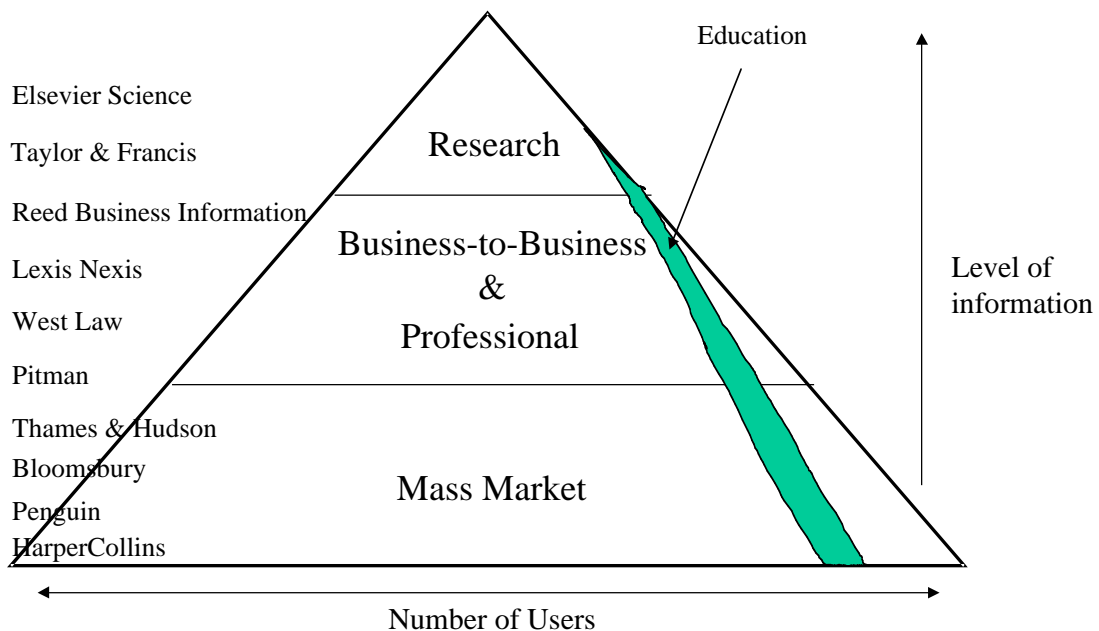 Education
Elsevier Science
Research
Taylor & Francis
Reed Business Information
Business-to-Business
&
Professional
Lexis Nexis
West Law
Pitman
Level of
information
Thames & Hudson
Bloomsbury
Mass Market
Penguin
HarperCollins
Number of Users